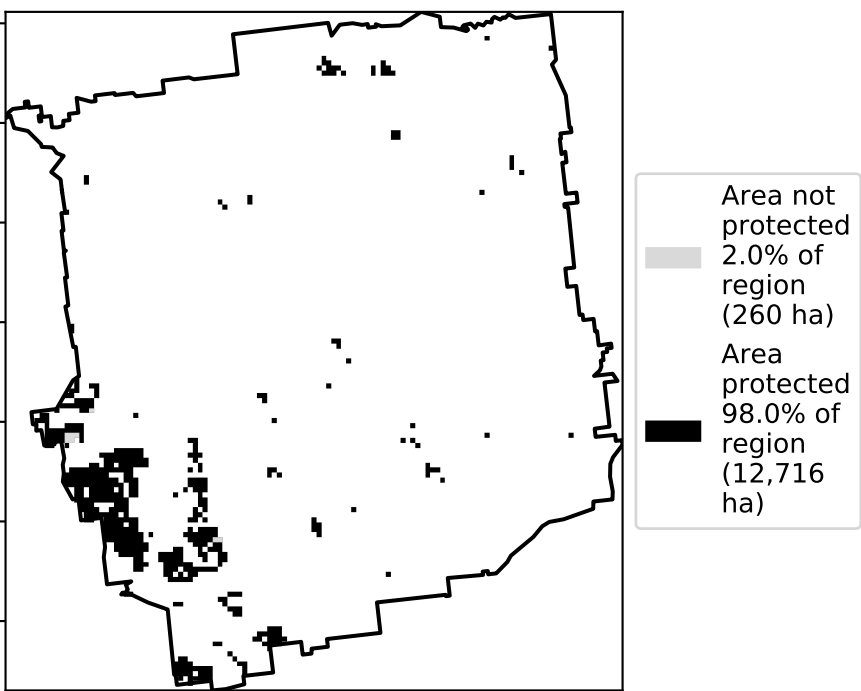 Area not
protected
2.0% of
region
(260 ha)
Area
protected
98.0% of
region
(12,716
ha)